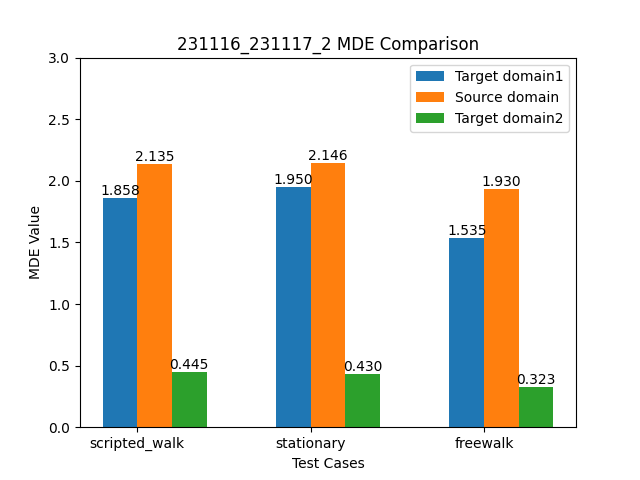 231116_231117_2 MDE Comparison
Target domain1
Source domain
Target domain2
3.0
2.5
2.0
1.5
1.0
0.5
0.0
MDE Value
1.858
2.135
0.445
1.950
2.146
0.430
1.535
1.930
0.323
scripted_walk
stationary
freewalk
Test Cases